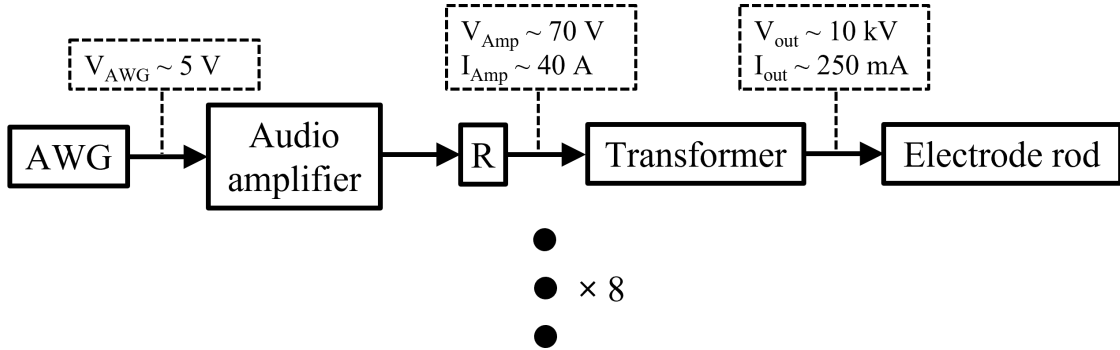 V_AWG ~ 5 V
V_Amp ~ 70 V
I_Amp ~ 40 A
V_out ~ 10 kV
I_out ~ 250 mA
AWG
Audio
amplifier
R
Transformer
Electrode rod
× 8